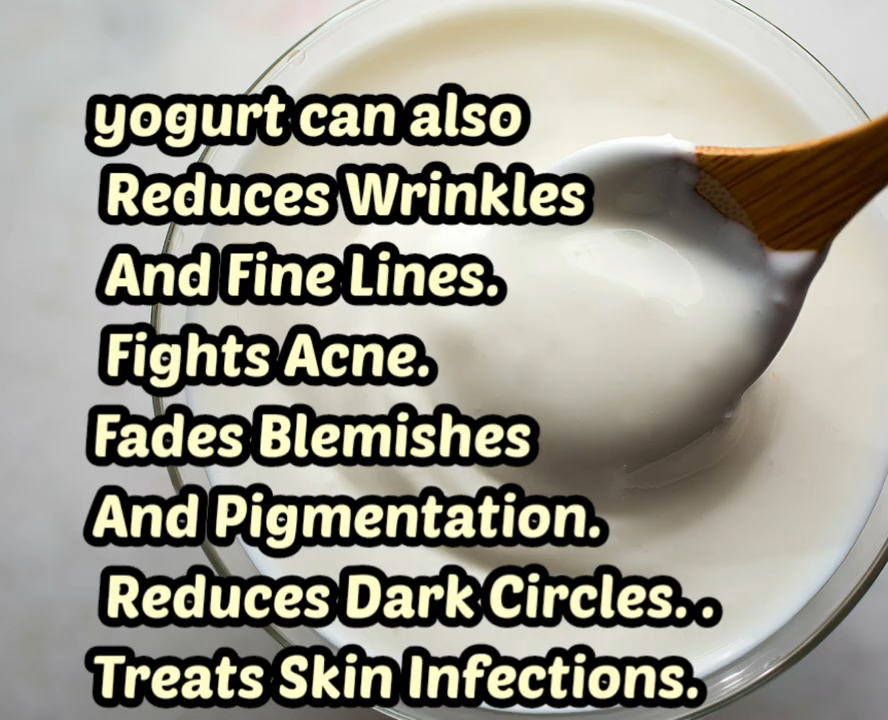 yogurt can also
Reduces Wrinkles
And Fine Lines.
Fights Acne.
Fades Blemishes
And Pigmentation.
Reduces Dark Circles. .
Treats Skin Infections.